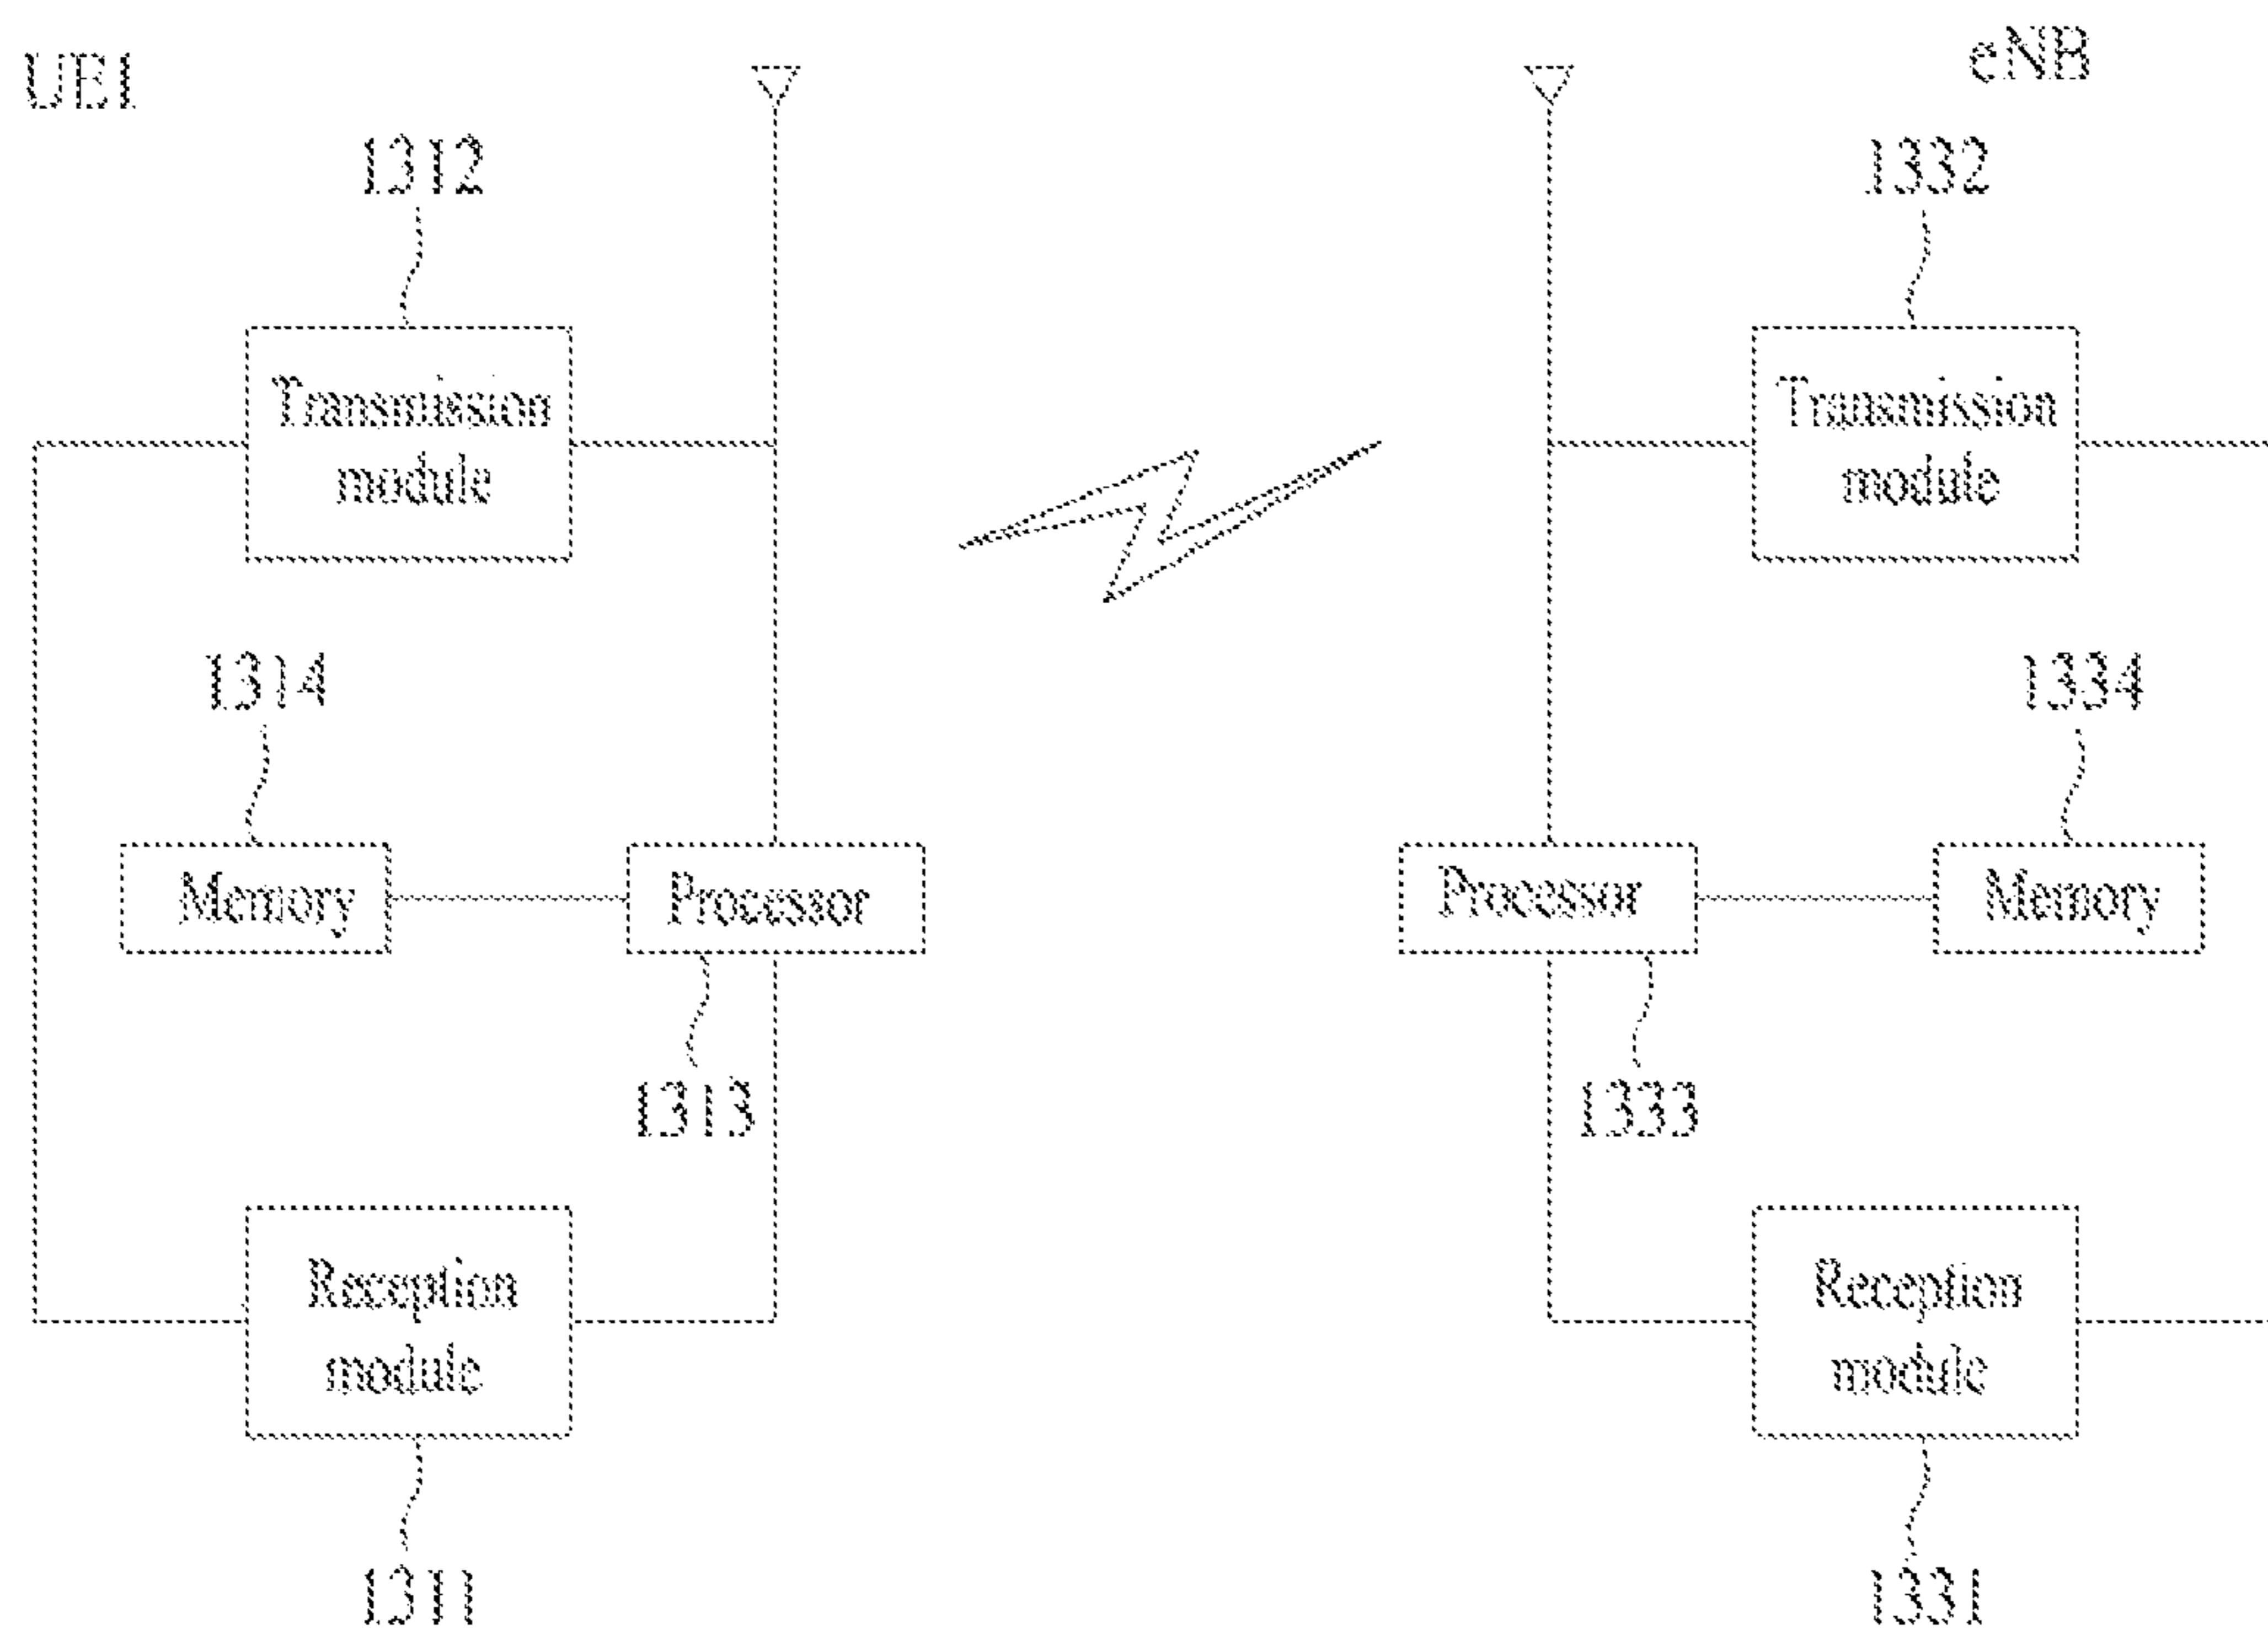 UE1
eNB
1312
1332
Transmission
module
Transmission
module
1314
1334
Memory
Processor
Processor
Memory
1313
1333
Reception
module
Reception
module
1311
1331